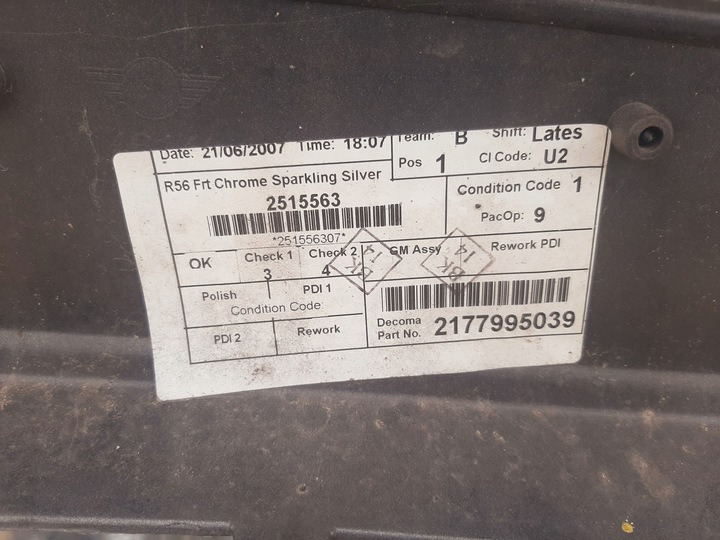 Date: 21/06/2007 Time: 18:07 Team: B Shift: Lates
Pos 1 CI Code: U2
R56 Frt Chrome Sparkling Silver
2515563
*251556307*
Condition Code 1
PacOp: 9
OK Check 1 3 Check 2 4 GM Assy Rework PDI
BK 14
Polish PDI 1
Condition Code:
PDI 2 Rework
Decoma
Part No. 2177995039